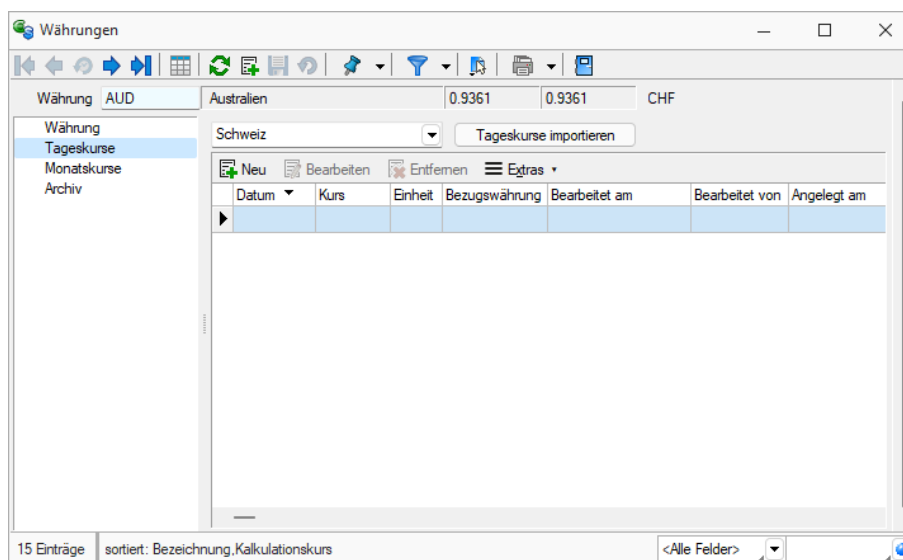 Währungen
Währung AUD Australien 0.9361 0.9361 CHF
Währung
Tageskurse
Monatskurse
Archiv
Schweiz Tageskurse importieren
Neu Bearbeiten Entfernen Extras
Datum Kurs Einheit Bezugswährung Bearbeitet am Bearbeitet von Angelegt am
15 Einträge sortiert: Bezeichnung,Kalkulationskurs <Alle Felder>